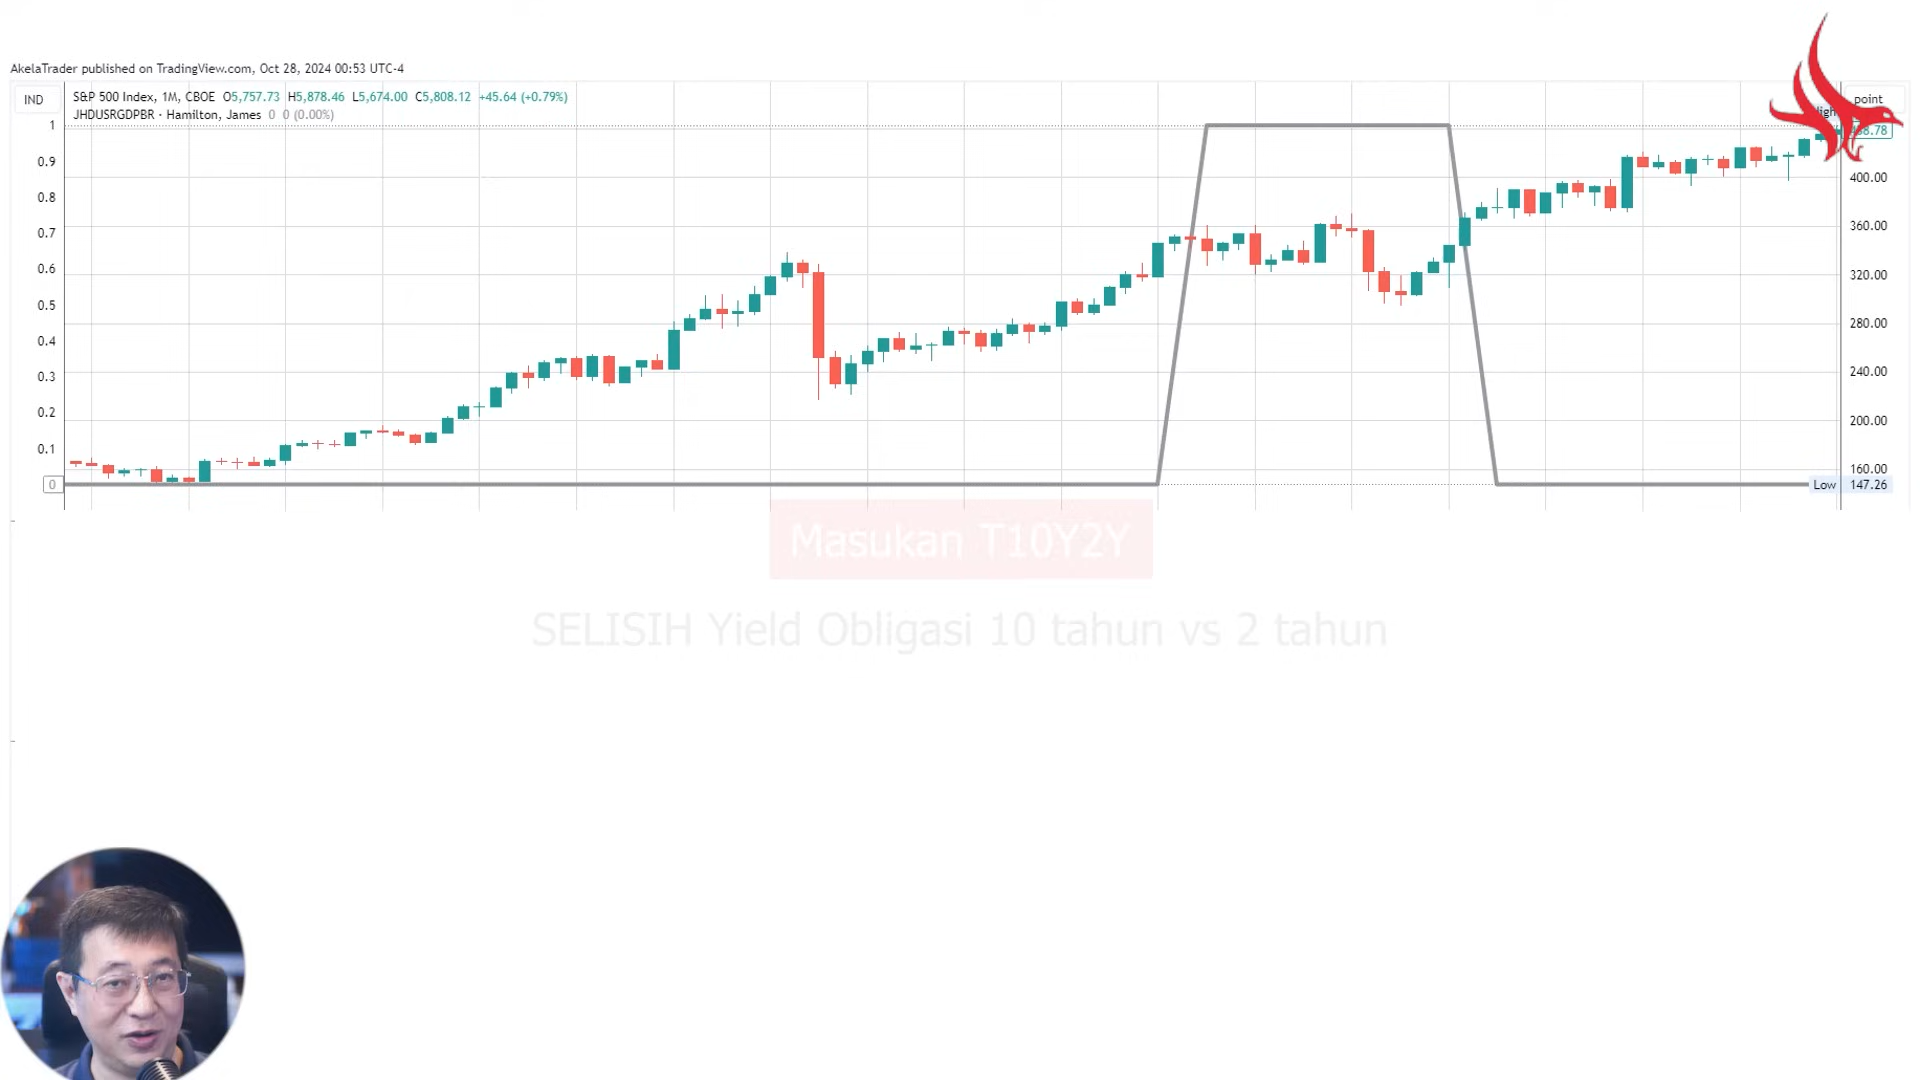 AkelaTrader published on TradingView.com, Oct 28, 2024 00:53 UTC-4
IND
S&P 500 Index, 1M, CBOE O5,757.73 H5,878.46 L5,674.00 C5,808.12 +45.64 (+0.79%)
JHDUSRGDPBR · Hamilton, James 0 0 (0.00%)
point
1
0.9
0.8
0.7
0.6
0.5
0.4
0.3
0.2
0.1
0
400.00
360.00
320.00
280.00
240.00
200.00
160.00
Low 147.26
Masukan T10Y2Y
SELISIH Yield Obligasi 10 tahun vs 2 tahun